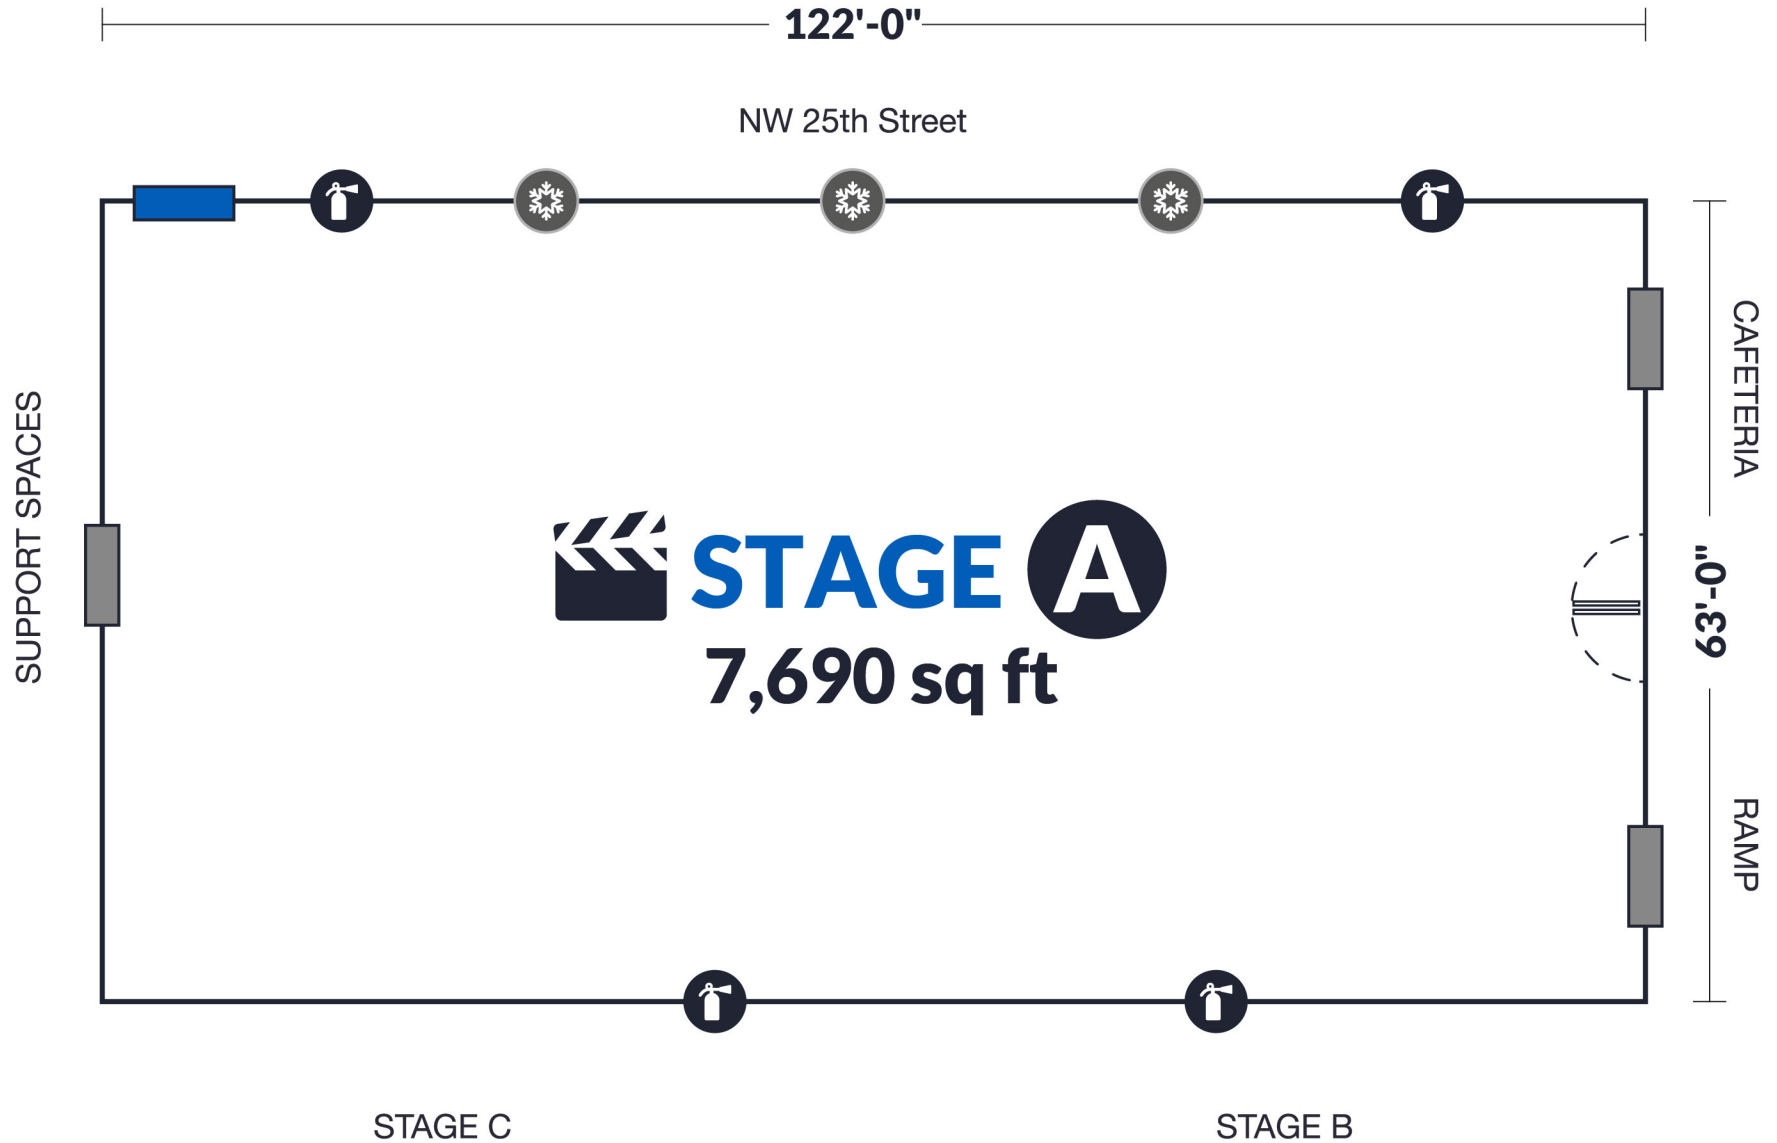 122'-0"
NW 25th Street
SUPPORT SPACES
CAFETERIA
STAGE A
7,690 sq ft
63'-0"
RAMP
STAGE C
STAGE B